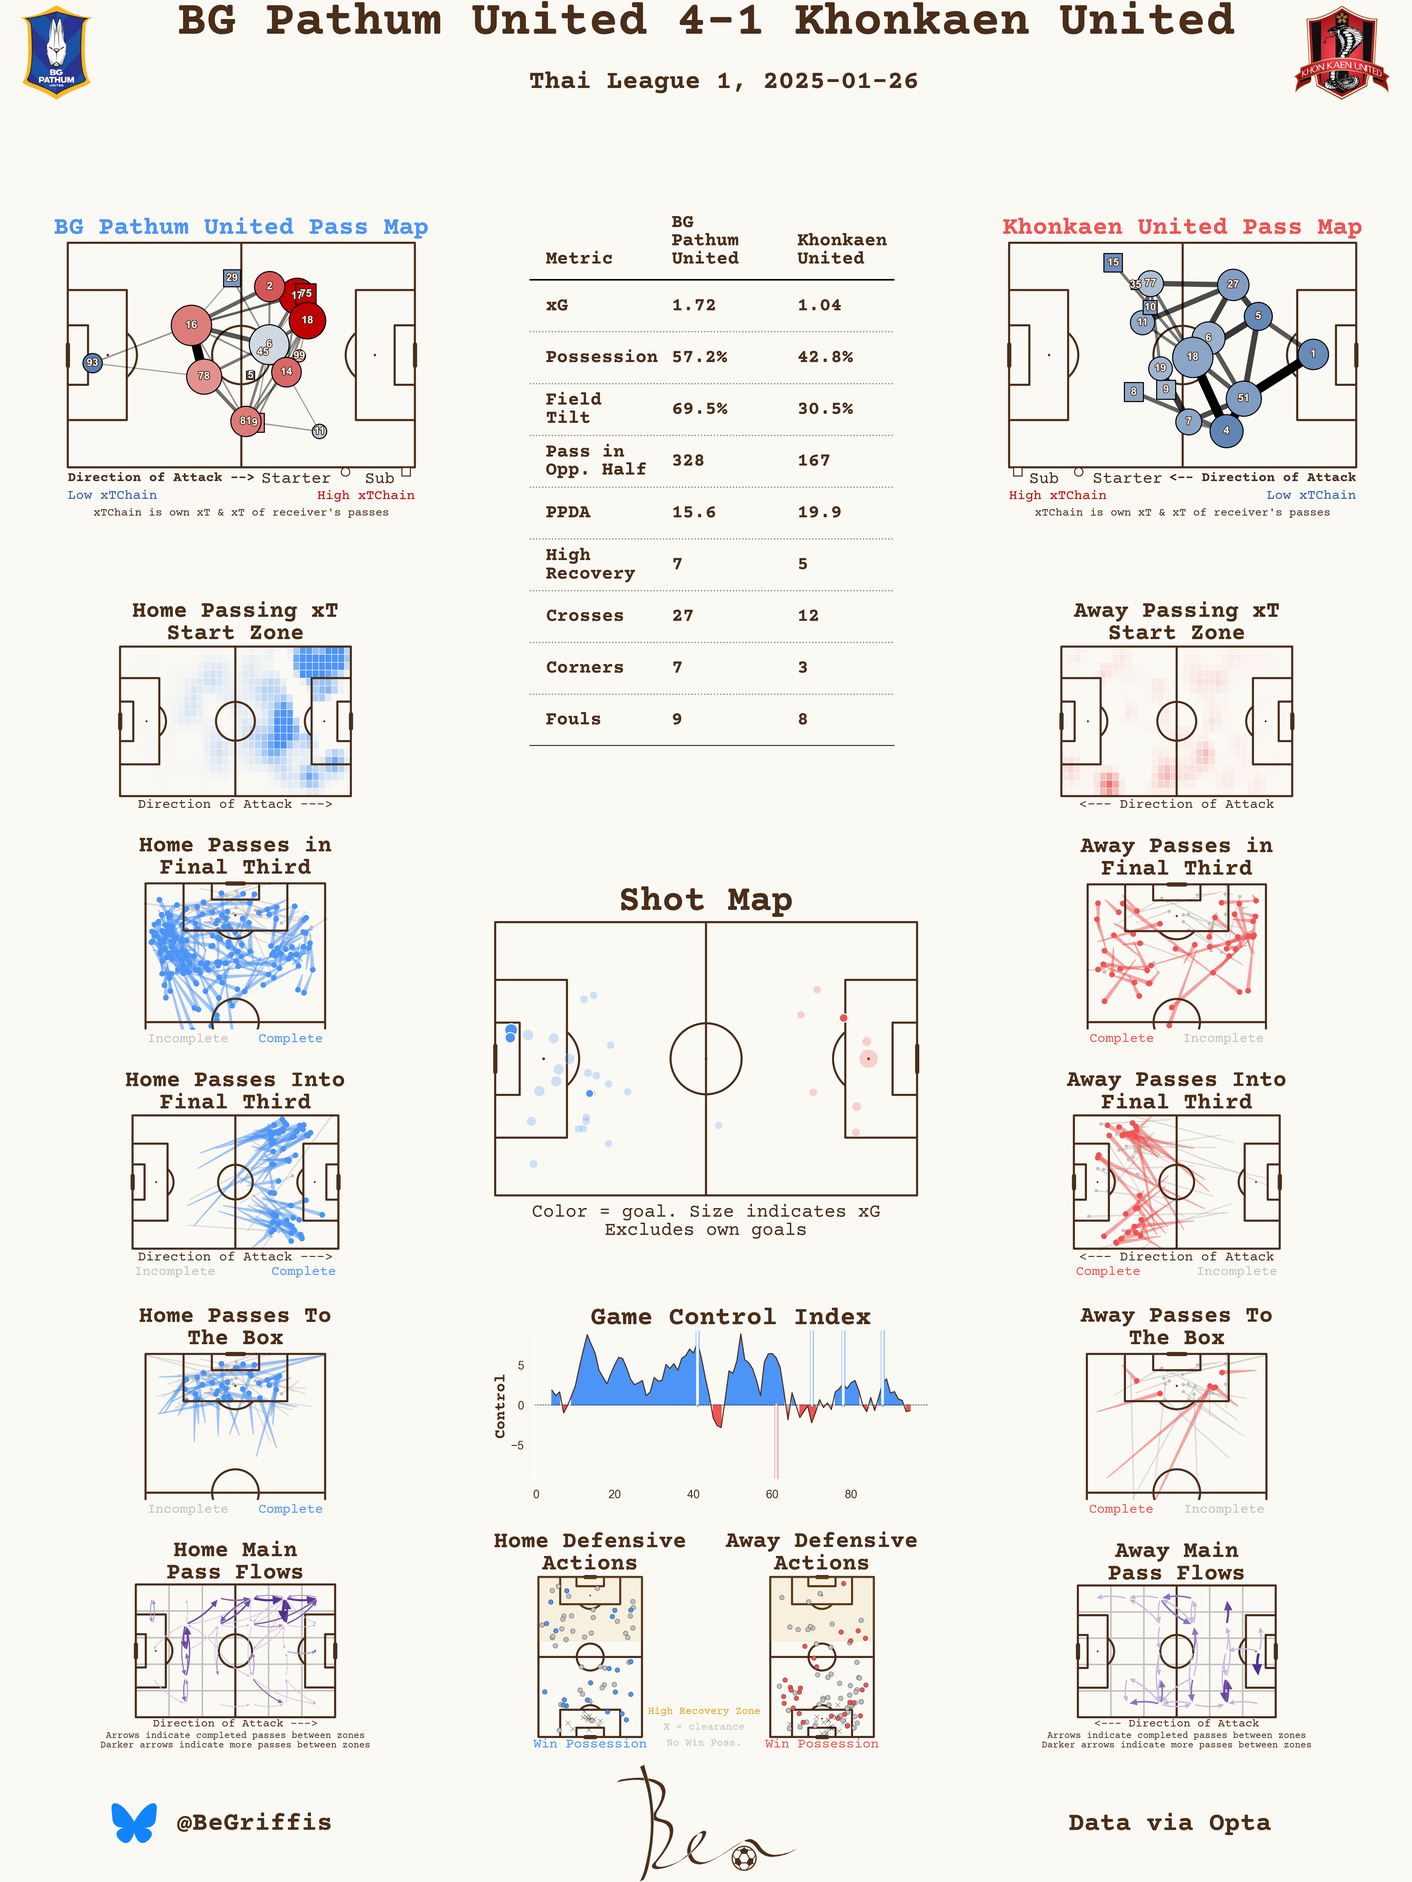 BG Pathum United 4-1 Khonkaen United
Thai League 1, 2025-01-26
BG
PATHUM
UNITED
KHON KAEN UNITED
BG Pathum United Pass Map
29
2
17
75
18
16
6
45
99
93
78
5
14
81
9
11
Direction of Attack --> Starter Sub
Low xTChain High xTChain
xTChain is own xT & xT of receiver's passes
Metric BG Pathum United Khonkaen United
xG 1.72 1.04
Possession 57.2% 42.8%
Field Tilt 69.5% 30.5%
Pass in Opp. Half 328 167
PPDA 15.6 19.9
High Recovery 7 5
Crosses 27 12
Corners 7 3
Fouls 9 8
Khonkaen United Pass Map
15
35
77
27
10
11
5
6
18
1
19
8
9
51
7
4
Sub Starter <-- Direction of Attack
High xTChain Low xTChain
xTChain is own xT & xT of receiver's passes
Home Passing xT
Start Zone
Direction of Attack --->
Away Passing xT
Start Zone
<--- Direction of Attack
Home Passes in
Final Third
Incomplete Complete
Away Passes in
Final Third
Complete Incomplete
Shot Map
Color = goal. Size indicates xG
Excludes own goals
Home Passes Into
Final Third
Direction of Attack --->
Incomplete Complete
Away Passes Into
Final Third
<--- Direction of Attack
Complete Incomplete
Home Passes To
The Box
Incomplete Complete
Game Control Index
Control
5
0
−5
0 20 40 60 80
Away Passes To
The Box
Complete Incomplete
Home Main
Pass Flows
Direction of Attack --->
Arrows indicate completed passes between zones
Darker arrows indicate more passes between zones
Home Defensive
Actions
Win Possession
High Recovery Zone
X = clearance
No Win Poss.
Away Defensive
Actions
Win Possession
Away Main
Pass Flows
<--- Direction of Attack
Arrows indicate completed passes between zones
Darker arrows indicate more passes between zones
@BeGriffis
Ben
Data via Opta